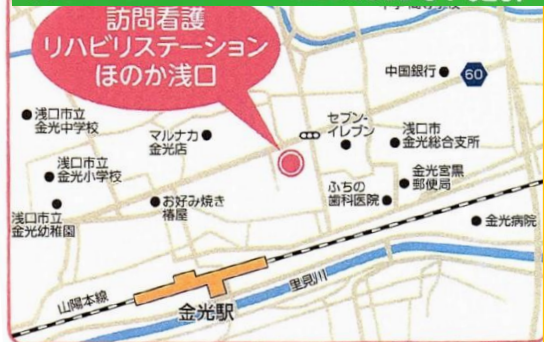 訪問看護
リハビリステーション
ほのか浅口
中国銀行
60
浅口市立
金光中学校
マルナカ
金光店
セブン-
イレブン
浅口市
金光総合支所
浅口市立
金光小学校
金光宮黒
郵便局
お好み焼き
椿屋
ふちの
歯科医院
浅口市立
金光幼稚園
金光病院
山陽本線
里見川
金光駅